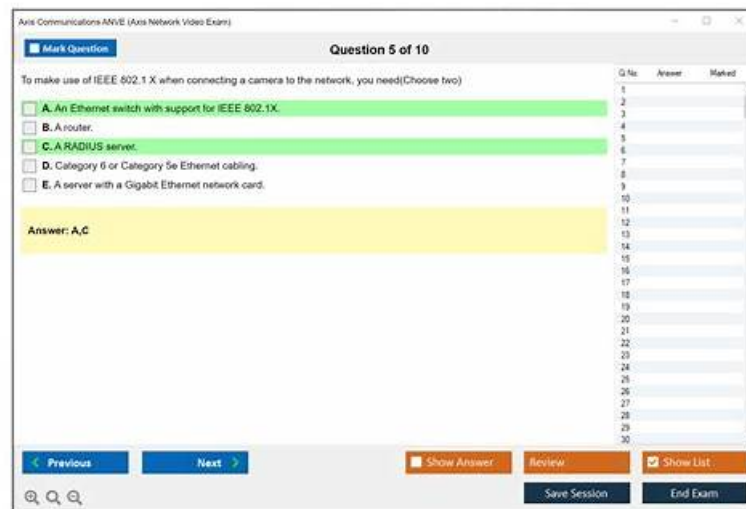 Axis Communications ANVE (Axis Network Video Exam)
Mark Question
Question 5 of 10
To make use of IEEE 802.1 X when connecting a camera to the network, you need(Choose two)
A. An Ethernet switch with support for IEEE 802.1X.
B. A router.
C. A RADIUS server.
D. Category 6 or Category 5e Ethernet cabling.
E. A server with a Gigabit Ethernet network card.
Answer: A,C
Q.No. Answer Marked
1
2
3
4
5
6
7
8
9
10
11
12
13
14
15
16
17
18
19
20
21
22
23
24
25
26
27
28
29
30
Previous Next Show Answer Review Show List
Save Session End Exam